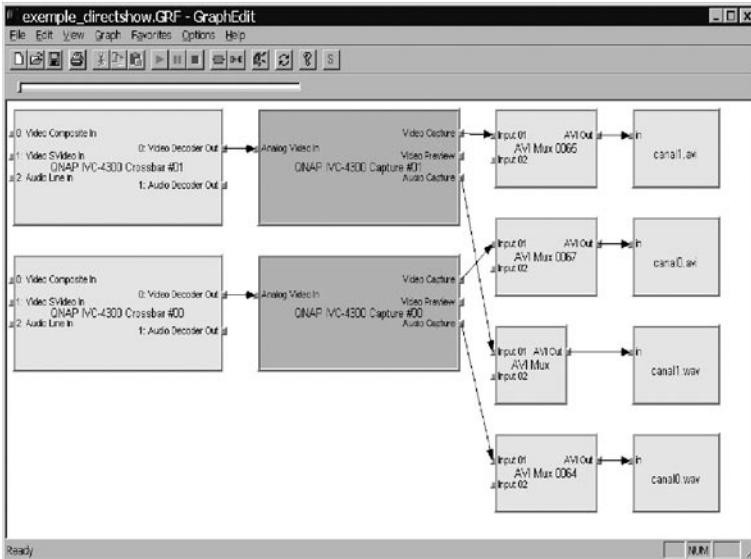 exemple_directshow.GRF - GraphEdit
File Edit View Graph Favorites Options Help
S
0: Video Composite In
0: Video Decoder Out
1: Video SVideo In
QNAP IVC-4300 Crossbar #01
2: Audio Line In
1: Audio Decoder Out
Video Capture
Analog Video In
Video Preview
QNAP IVC-4300 Capture #01
Audio Capture
Input 01 AVI Out
AVI Mux 0065
Input 02
in
canal1.avi
0: Video Composite In
0: Video Decoder Out
1: Video SVideo In
QNAP IVC-4300 Crossbar #00
2: Audio Line In
1: Audio Decoder Out
Video Capture
Analog Video In
Video Preview
QNAP IVC-4300 Capture #00
Audio Capture
Input 01 AVI Out
AVI Mux 0067
Input 02
in
canal0.avi
Input 01 AVI Out
AVI Mux
Input 02
in
canal1.wav
Input 01 AVI Out
AVI Mux 0064
Input 02
in
canal0.wav
Ready
NUM